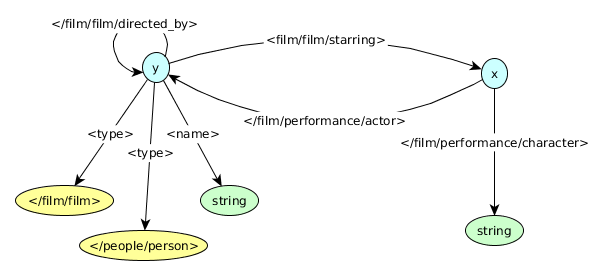 </film/film/directed_by>
<film/film/starring>
y
x
</film/performance/actor>
<type>
<name>
</film/performance/character>
<type>
</film/film>
string
</people/person>
string